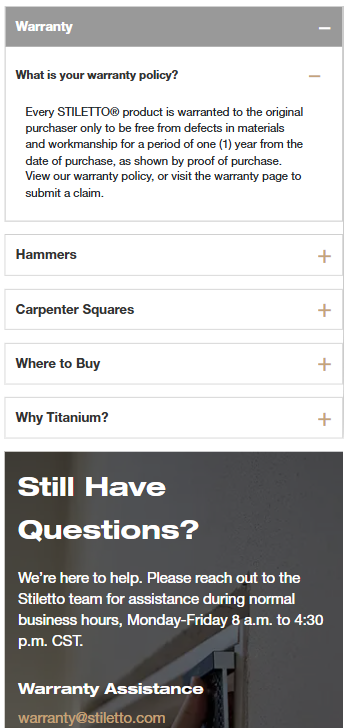 Warranty
What is your warranty policy?
Every STILETTO® product is warranted to the original
purchaser only to be free from defects in materials
and workmanship for a period of one (1) year from the
date of purchase, as shown by proof of purchase.
View our warranty policy, or visit the warranty page to
submit a claim.
Hammers
Carpenter Squares
Where to Buy
Why Titanium?
Still Have
Questions?
We're here to help. Please reach out to the
Stiletto team for assistance during normal
business hours, Monday-Friday 8 a.m. to 4:30
p.m. CST.
Warranty Assistance
warranty@stiletto.com